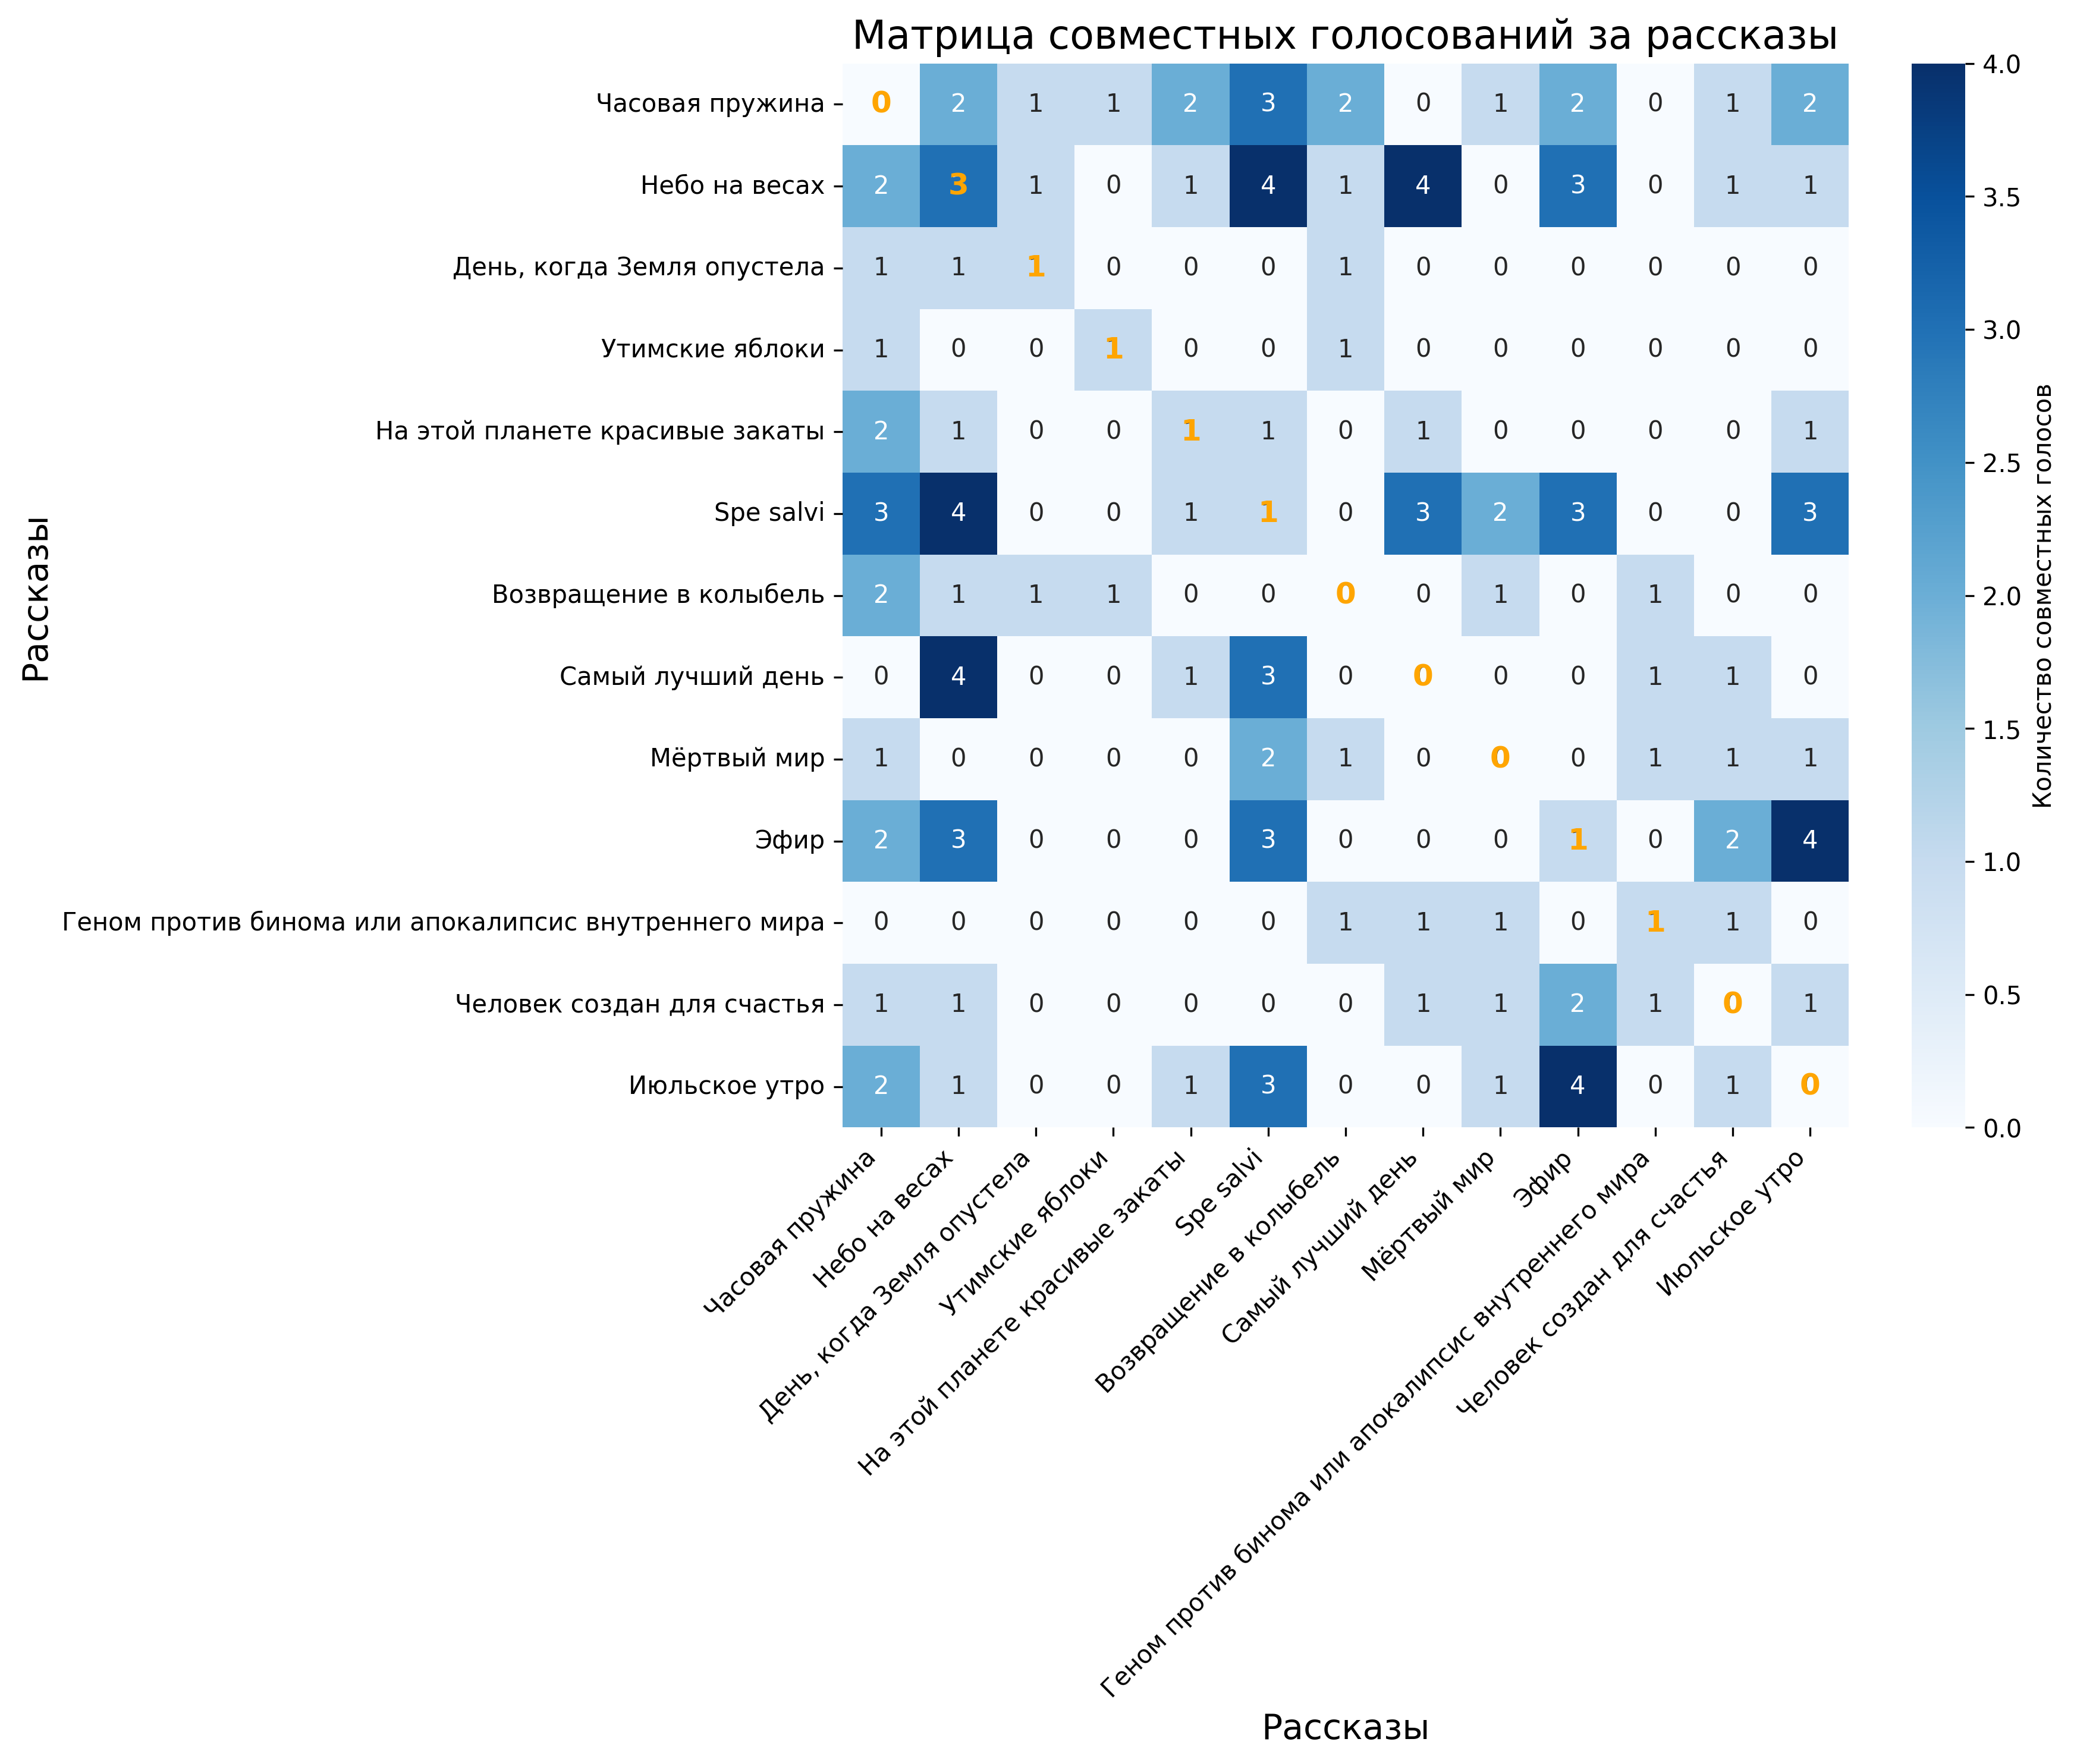 Матрица совместных голосований за рассказы
Рассказы
Часовая пружина 0 2 1 1 2 3 2 0 1 2 0 1 2
Небо на весах 2 3 1 0 1 4 1 4 0 3 0 1 1
День, когда Земля опустела 1 1 1 0 0 0 1 0 0 0 0 0 0
Утимские яблоки 1 0 0 1 0 0 1 0 0 0 0 0 0
На этой планете красивые закаты 2 1 0 0 1 1 0 1 0 0 0 0 1
Spe salvi 3 4 0 0 1 1 0 3 2 3 0 0 3
Возвращение в колыбель 2 1 1 1 0 0 0 0 1 0 1 0 0
Самый лучший день 0 4 0 0 1 3 0 0 0 0 1 1 0
Мёртвый мир 1 0 0 0 0 2 1 0 0 0 1 1 1
Эфир 2 3 0 0 0 3 0 0 0 1 0 2 4
Геном против бинома или апокалипсис внутреннего мира 0 0 0 0 0 0 1 1 1 0 1 1 0
Человек создан для счастья 1 1 0 0 0 0 0 1 1 2 1 0 1
Июльское утро 2 1 0 0 1 3 0 0 1 4 0 1 0
Часовая пружина
Небо на весах
День, когда Земля опустела
Утимские яблоки
На этой планете красивые закаты
Spe salvi
Возвращение в колыбель
Самый лучший день
Мёртвый мир
Эфир
Геном против бинома или апокалипсис внутреннего мира
Человек создан для счастья
Июльское утро
Рассказы
4.0
3.5
3.0
2.5
2.0
1.5
1.0
0.5
0.0
Количество совместных голосов